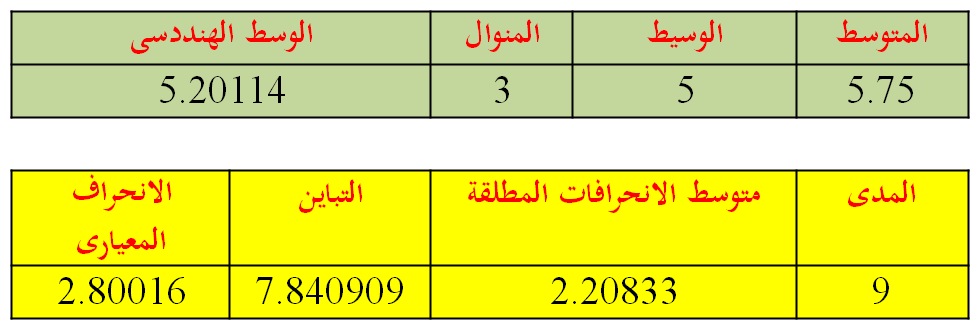 المتوسط الوسيط المنوال الوسط الهنددسى
5.75 5 3 5.20114
المدى متوسط الانحرافات المطلقة التباين الانحراف
المعيارى
9 2.20833 7.840909 2.80016